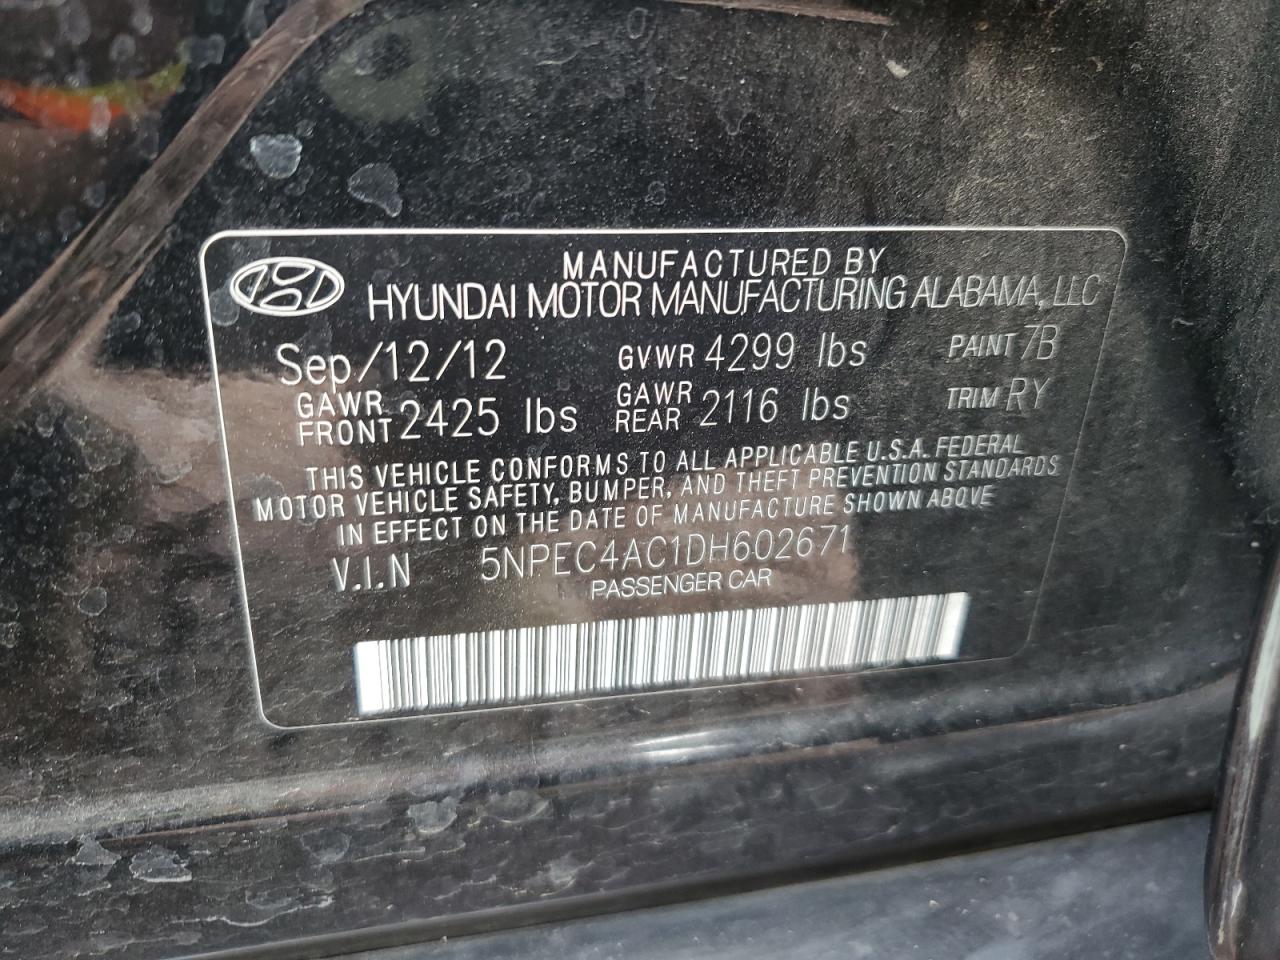 MANUFACTURED BY
HYUNDAI MOTOR MANUFACTURING ALABAMA, LLC
Sep/12/12 GVWR 4299 lbs PAINT 7B
GAWR FRONT 2425 lbs GAWR REAR 2116 lbs TRIM RY
THIS VEHICLE CONFORMS TO ALL APPLICABLE U.S.A. FEDERAL
MOTOR VEHICLE SAFETY, BUMPER, AND THEFT PREVENTION STANDARDS
IN EFFECT ON THE DATE OF MANUFACTURE SHOWN ABOVE
V.I.N 5NPEC4AC1DH602671
PASSENGER CAR